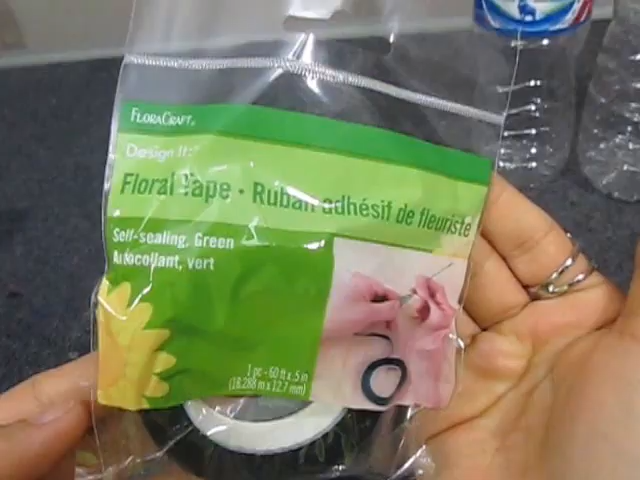 FLORACRAFT®
Design It:
Floral Tape • Ruban adhésif de fleuriste
Self-sealing, Green
Autocollant, vert
1 pc - 60 ft x .5 in
(18.288 m x 12.7 mm)